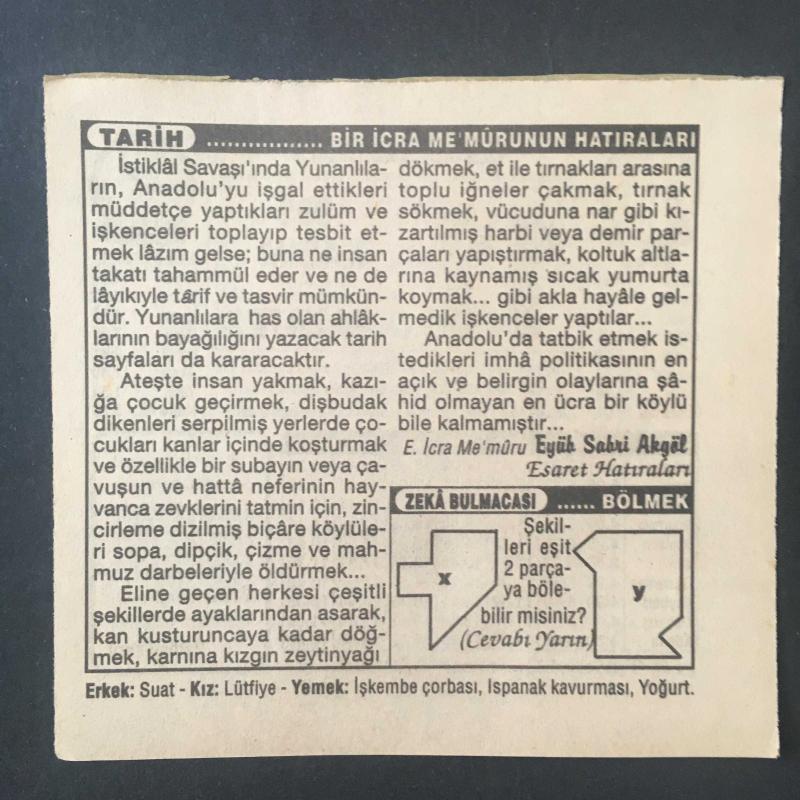 TARİH ................. BİR İCRA ME'MÛRUNUN HATIRALARI
İstiklâl Savaşı'ında Yunanlıla-
rın, Anadolu'yu işgal ettikleri
müddetçe yaptıkları zulüm ve
işkenceleri toplayıp tesbit et-
mek lâzım gelse; buna ne insan
takatı tahammül eder ve ne de
lâyıkıyle târif ve tasvir mümkün-
dür. Yunanlılara has olan ahlâk-
larının bayağılığını yazacak tarih
sayfaları da kararacaktır.
Ateşte insan yakmak, kazı-
ğa çocuk geçirmek, dişbudak
dikenleri serpilmiş yerlerde ço-
cukları kanlar içinde koşturmak
ve özellikle bir subayın veya ça-
vuşun ve hattâ neferinin hay-
vanca zevklerini tatmin için, zin-
cirleme dizilmiş biçâre köylüle-
ri sopa, dipçik, çizme ve mah-
muz darbeleriyle öldürmek...
Eline geçen herkesi çeşitli
şekillerde ayaklarından asarak,
kan kusturuncaya kadar döğ-
mek, karnına kızgın zeytinyağı
dökmek, et ile tırnakları arasına
toplu iğneler çakmak, tırnak
sökmek, vücuduna nar gibi kı-
zartılmış harbi veya demir par-
çaları yapıştırmak, koltuk altla-
rına kaynamış sıcak yumurta
koymak... gibi akla hayâle gel-
medik işkenceler yaptılar...
Anadolu'da tatbik etmek is-
tedikleri imhâ politikasının en
açık ve belirgin olaylarına şâ-
hid olmayan en ücra bir köylü
bile kalmamıştır...
E. İcra Me'mûru Eyüb Sabri Akgöl
Esaret Hatıraları
ZEKÂ BULMACASI ...... BÖLMEK
Şekil-
leri eşit
2 parça-
ya böle-
bilir misiniz?
(Cevabı Yarın)
x
y
Erkek: Suat - Kız: Lütfiye - Yemek: İşkembe çorbası, Ispanak kavurması, Yoğurt.